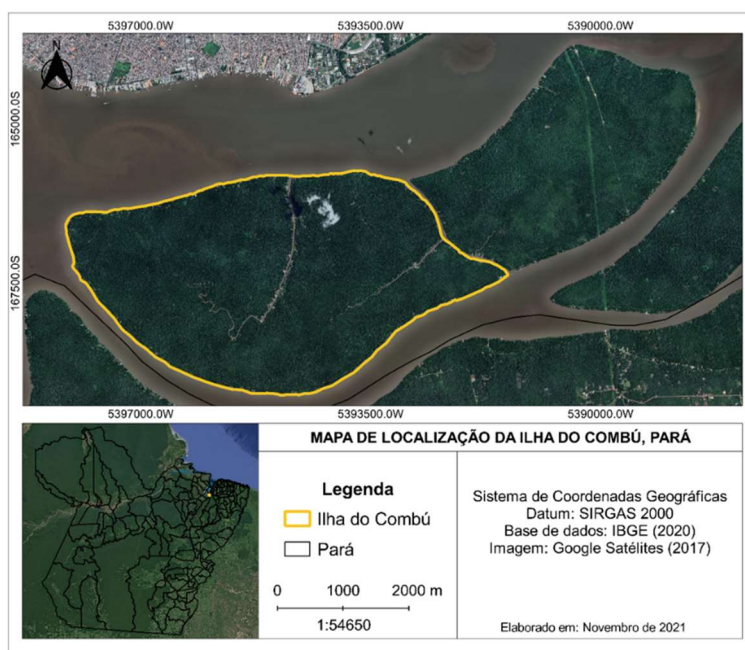 5397000.0W 5393500.0W 5390000.0W
N
165000.0S
167500.0S
5397000.0W 5393500.0W 5390000.0W
MAPA DE LOCALIZAÇÃO DA ILHA DO COMBÚ, PARÁ
Legenda
Ilha do Combú
Pará
0 1000 2000 m
1:54650
Sistema de Coordenadas Geográficas
Datum: SIRGAS 2000
Base de dados: IBGE (2020)
Imagem: Google Satélites (2017)
Elaborado em: Novembro de 2021